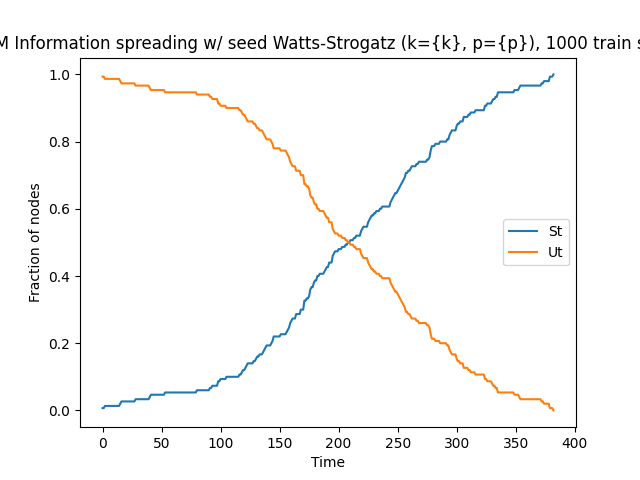 M Information spreading w/ seed Watts-Strogatz (k={k}, p={p}), 1000 train s
1.0
0.8
0.6
0.4
0.2
0.0
Fraction of nodes
St
Ut
0 50 100 150 200 250 300 350 400
Time